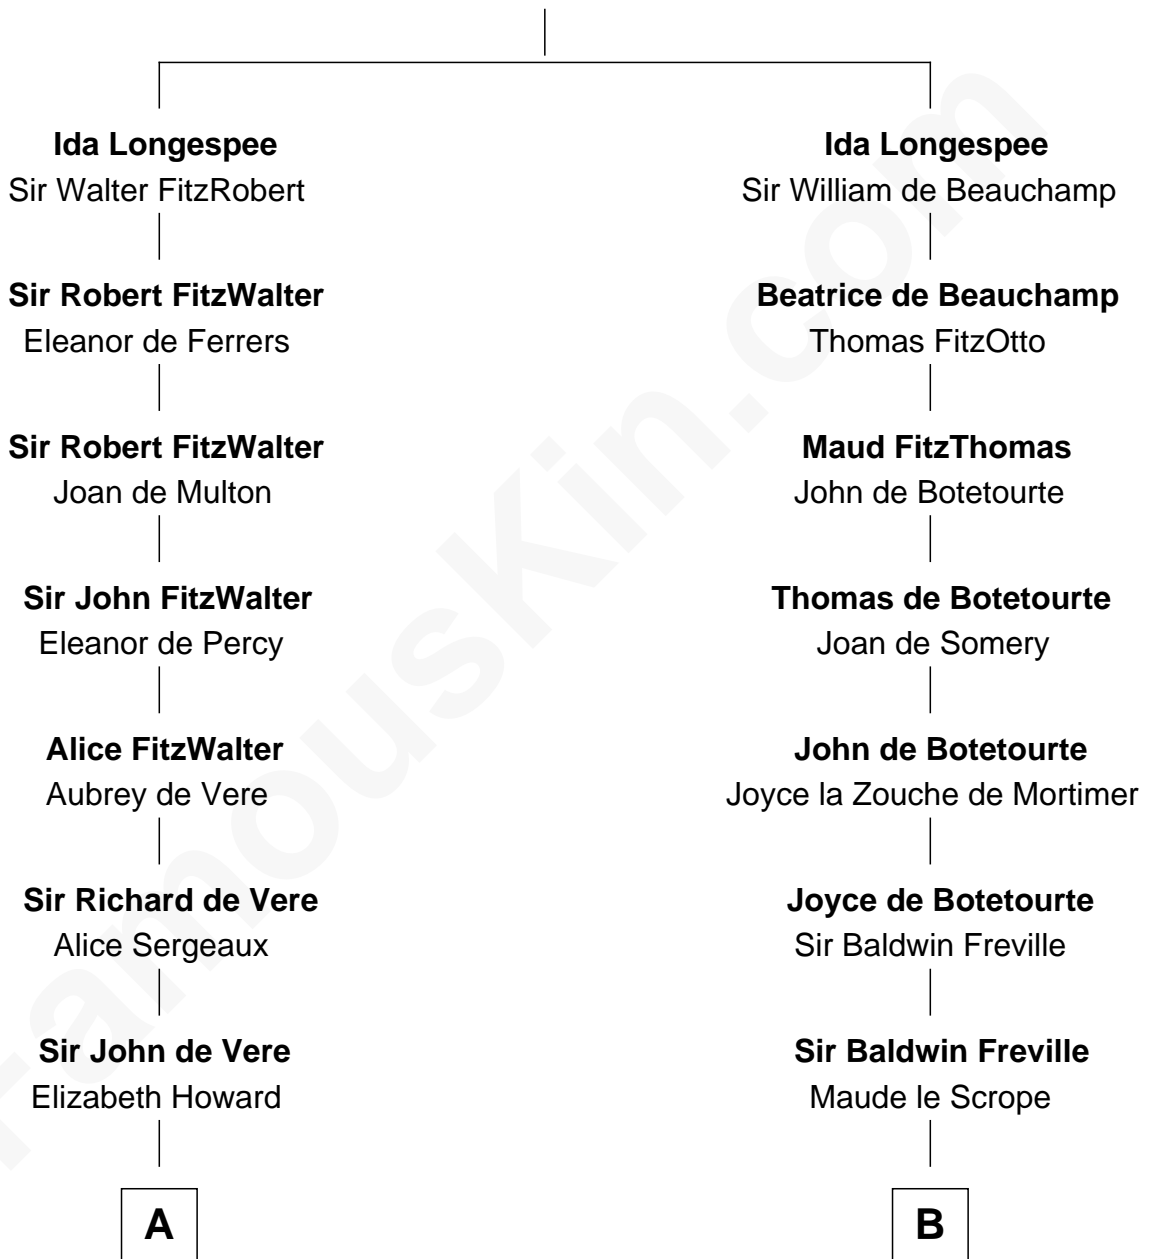 Ida Longespee
Sir Walter FitzRobert
Sir Robert FitzWalter
Eleanor de Ferrers
Sir Robert FitzWalter
Joan de Multon
Sir John FitzWalter
Eleanor de Percy
Alice FitzWalter
Aubrey de Vere
Sir Richard de Vere
Alice Sergeaux
Sir John de Vere
Elizabeth Howard
A
Ida Longespee
Sir William de Beauchamp
Beatrice de Beauchamp
Thomas FitzOtto
Maud FitzThomas
John de Botetourte
Thomas de Botetourte
Joan de Somery
John de Botetourte
Joyce la Zouche de Mortimer
Joyce de Botetourte
Sir Baldwin Freville
Sir Baldwin Freville
Maude le Scrope
B
FamousKin.com